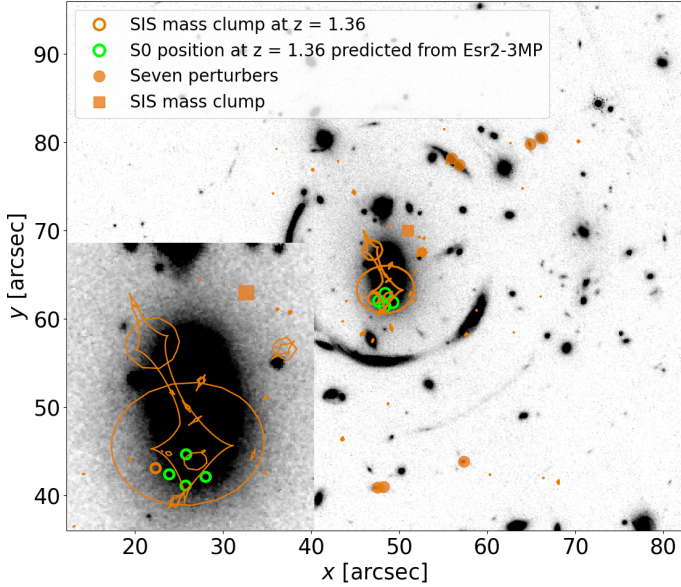 SIS mass clump at z = 1.36
S0 position at z = 1.36 predicted from Esr2-3MP
Seven perturbers
SIS mass clump
90
80
70
60
50
40
y [arcsec]
20 30 40 50 60 70 80
x [arcsec]